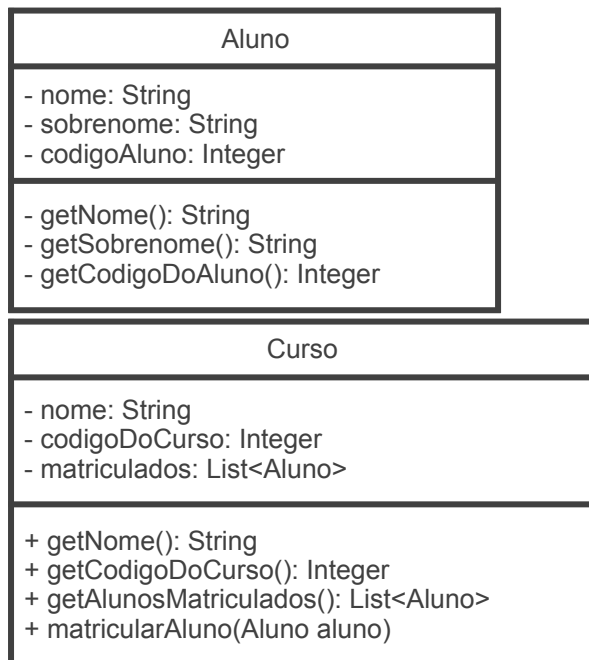 Aluno
- nome: String
- sobrenome: String
- codigoAluno: Integer
- getNome(): String
- getSobrenome(): String
- getCodigoDoAluno(): Integer
Curso
- nome: String
- codigoDoCurso: Integer
- matriculados: List<Aluno>
+ getNome(): String
+ getCodigoDoCurso(): Integer
+ getAlunosMatriculados(): List<Aluno>
+ matricularAluno(Aluno aluno)